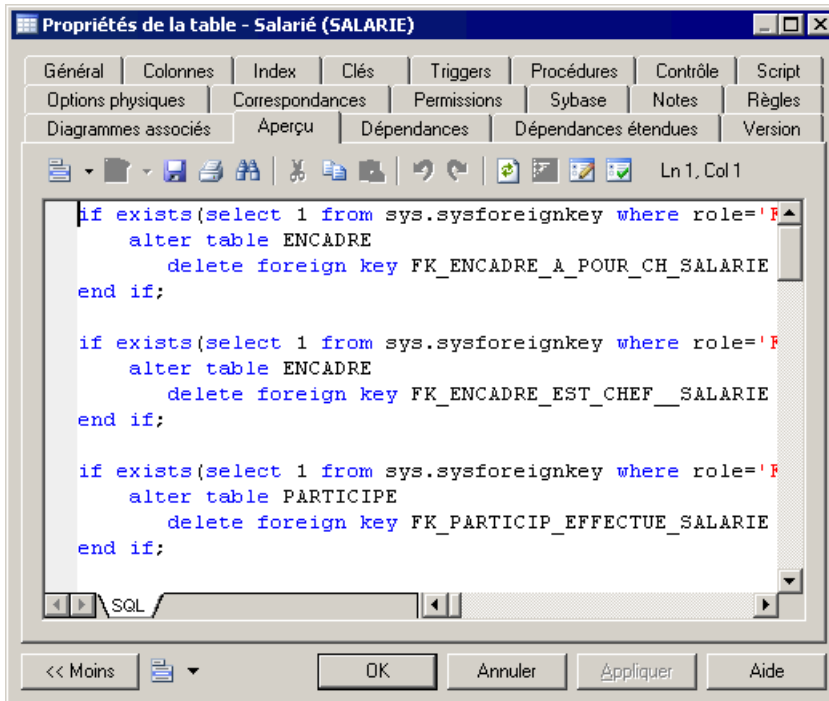 Propriétés de la table - Salarié (SALARIE)
Général Colonnes Index Clés Triggers Procédures Contrôle Script
Options physiques Correspondances Permissions Sybase Notes Règles
Diagrammes associés Aperçu Dépendances Dépendances étendues Version
Ln 1, Col 1
if exists(select 1 from sys.sysforeignkey where role='F
alter table ENCADRE
delete foreign key FK_ENCADRE_A_POUR_CH_SALARIE
end if;
if exists(select 1 from sys.sysforeignkey where role='F
alter table ENCADRE
delete foreign key FK_ENCADRE_EST_CHEF__SALARIE
end if;
if exists(select 1 from sys.sysforeignkey where role='F
alter table PARTICIPE
delete foreign key FK_PARTICIP_EFFECTUE_SALARIE
end if;
SQL
<< Moins OK Annuler Appliquer Aide